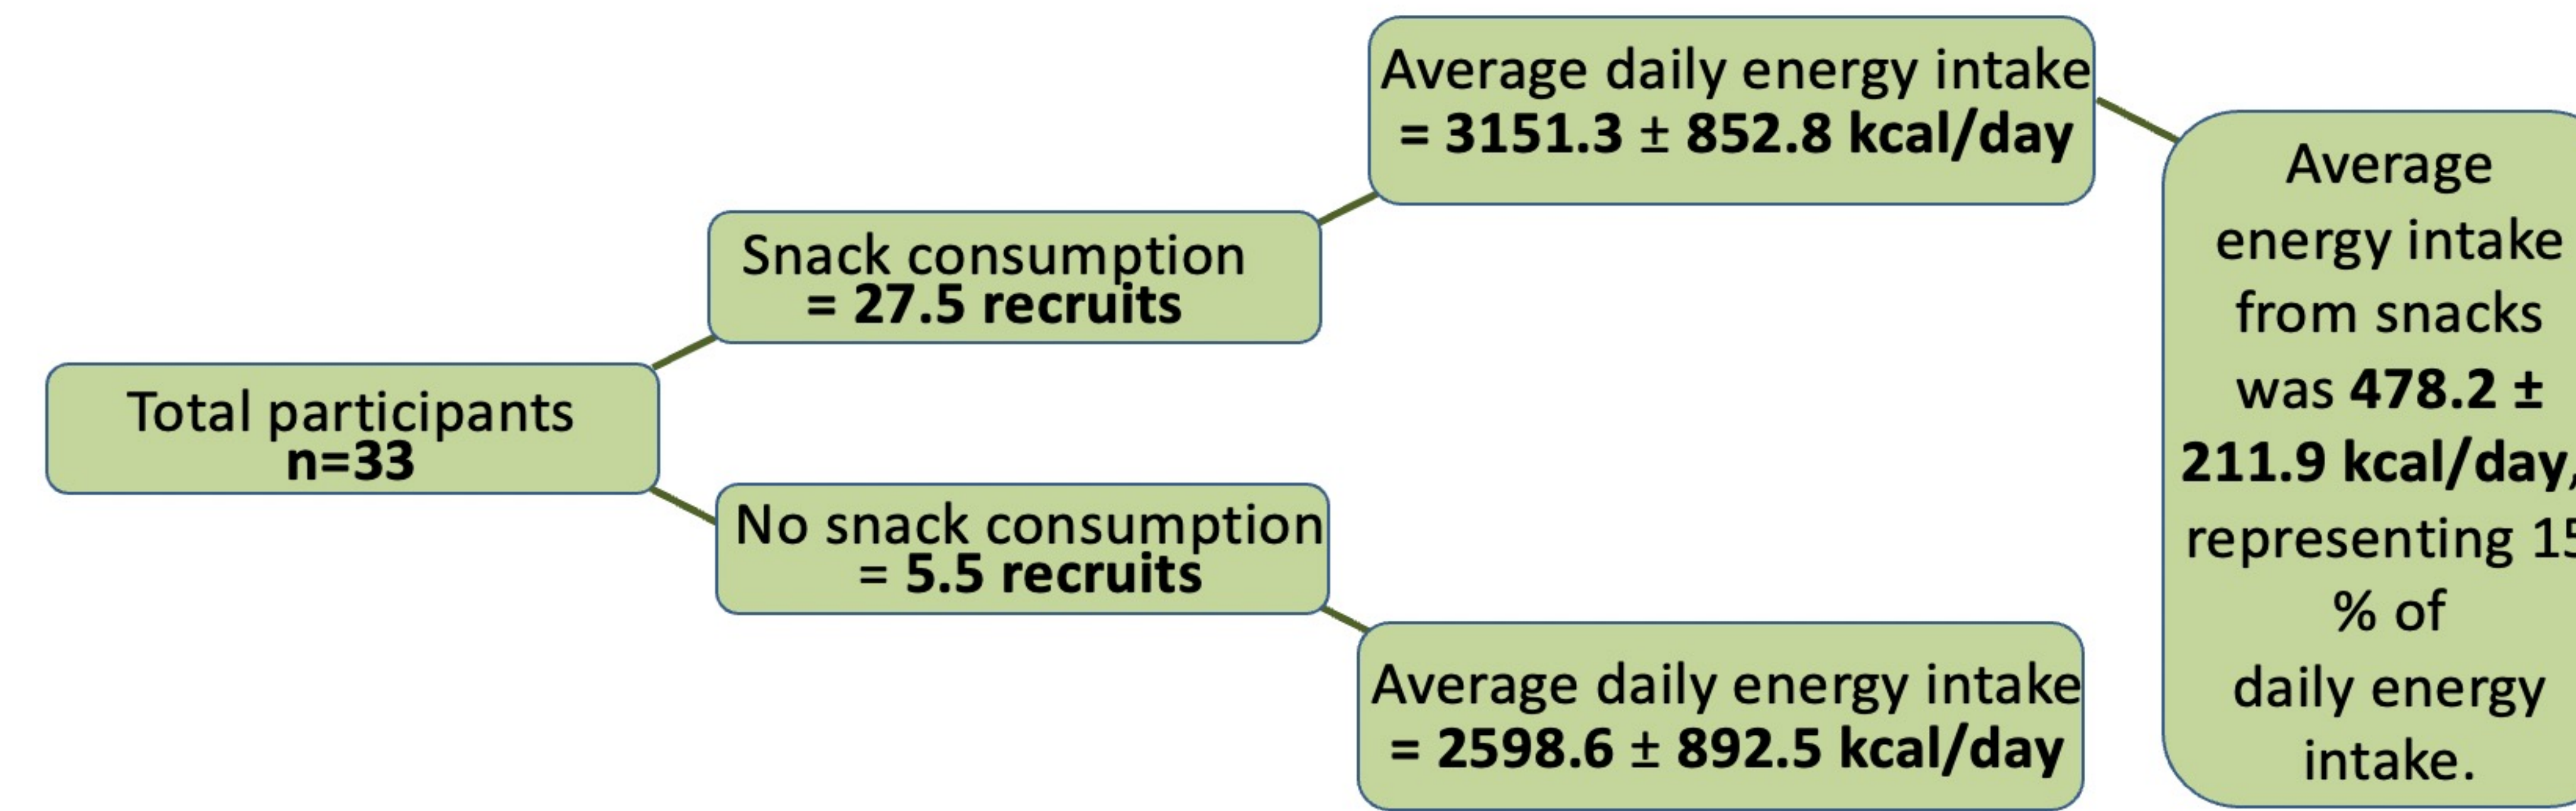 Total participants
n=33
Snack consumption
= 27.5 recruits
No snack consumption
= 5.5 recruits
Average daily energy intake
= 3151.3 ± 852.8 kcal/day
Average daily energy intake
= 2598.6 ± 892.5 kcal/day
Average
energy intake
from snacks
was 478.2 ±
211.9 kcal/day,
representing 15
% of
daily energy
intake.